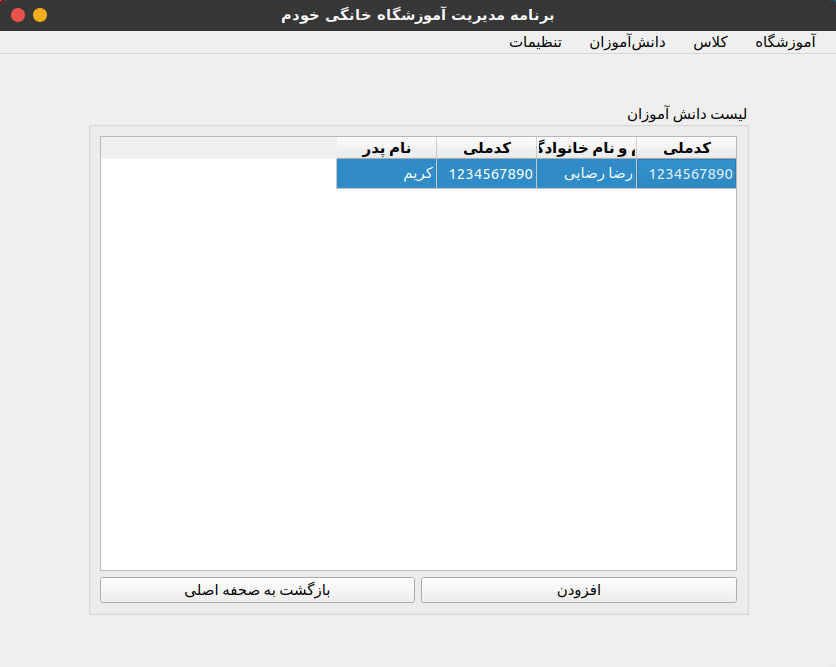 برنامه مدیریت آموزشگاه خانگی خودم
آموزشگاه کلاس دانش‌آموزان تنظیمات
لیست دانش آموزان
کدملی م و نام خانوادگ کدملی نام پدر
1234567890 رضا رضایی 1234567890 کریم
افزودن بازگشت به صحفه اصلی